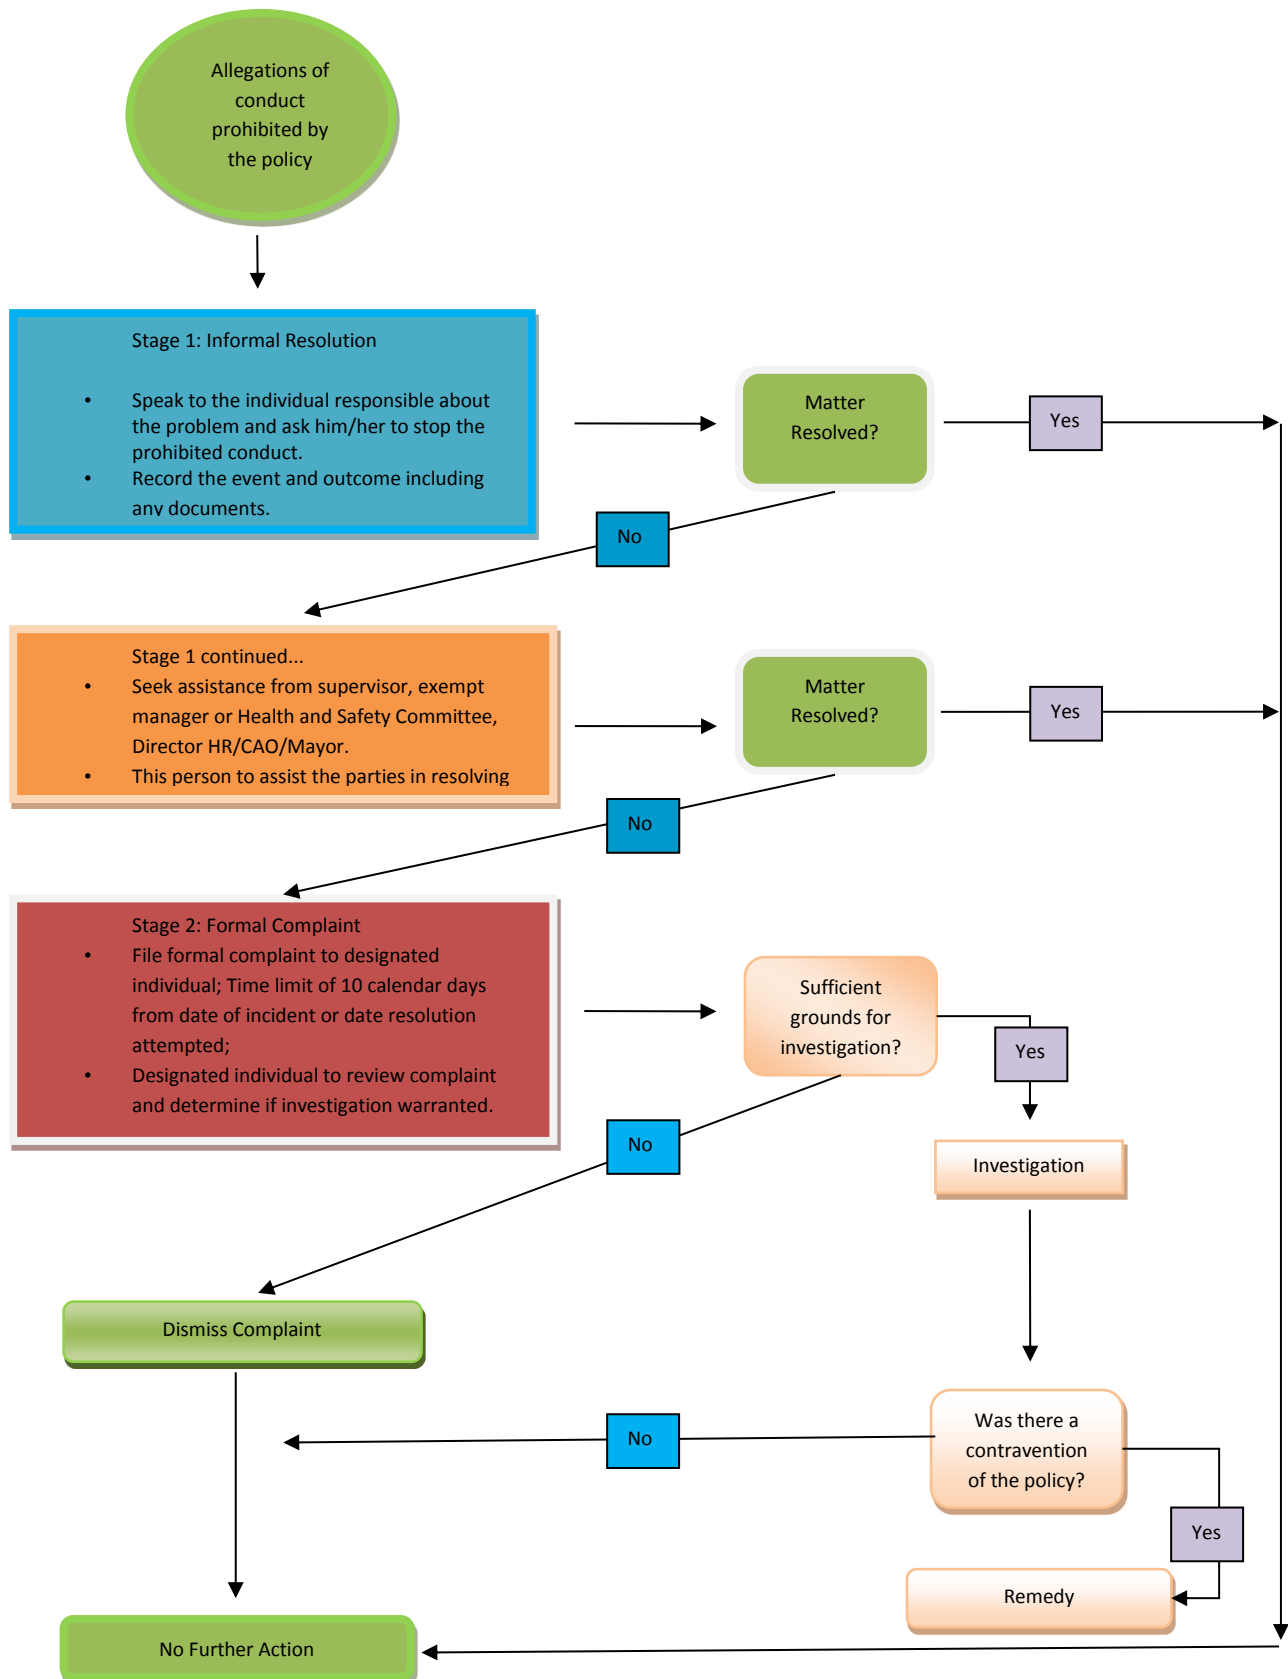 Allegations of
conduct
prohibited by
the policy
Stage 1: Informal Resolution
• Speak to the individual responsible about
the problem and ask him/her to stop the
prohibited conduct.
• Record the event and outcome including
any documents.
Matter
Resolved?
Yes
No
Stage 1 continued...
• Seek assistance from supervisor, exempt
manager or Health and Safety Committee,
Director HR/CAO/Mayor.
• This person to assist the parties in resolving
Matter
Resolved?
Yes
No
Stage 2: Formal Complaint
• File formal complaint to designated
individual; Time limit of 10 calendar days
from date of incident or date resolution
attempted;
• Designated individual to review complaint
and determine if investigation warranted.
Sufficient
grounds for
investigation?
Yes
No
Investigation
Dismiss Complaint
Was there a
contravention
of the policy?
No
Yes
Remedy
No Further Action